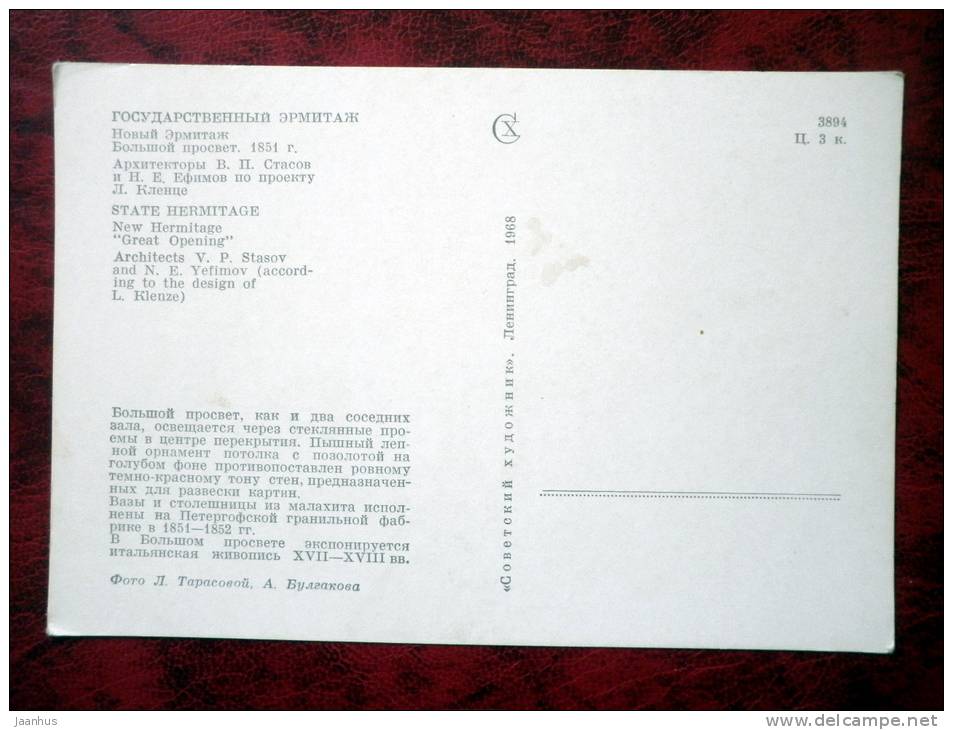 ГОСУДАРСТВЕННЫЙ ЭРМИТАЖ
Новый Эрмитаж
Большой просвет. 1851 г.
Архитекторы В. П. Стасов
и Н. Е. Ефимов по проекту
Л. Кленце
STATE HERMITAGE
New Hermitage
"Great Opening"
Architects V. P. Stasov
and N. E. Yefimov (accord-
ing to the design of
L. Klenze)
Большой просвет, как и два соседних
зала, освещается через стеклянные про-
емы в центре перекрытия. Пышный леп-
ной орнамент потолка с позолотой на
голубом фоне противопоставлен ровному
темно-красному тону стен, предназначен-
ных для развески картин.
Вазы и столешницы из малахита испол-
нены на Петергофской гранильной фаб-
рике в 1851—1852 гг.
В Большом просвете экспонируется
итальянская живопись XVII—XVIII вв.
Фото Л. Тарасовой, А. Булгакова
«Советский художник». Ленинград. 1968
СХ
3894
Ц. 3 к.
jaanhus
www.delcampe.net